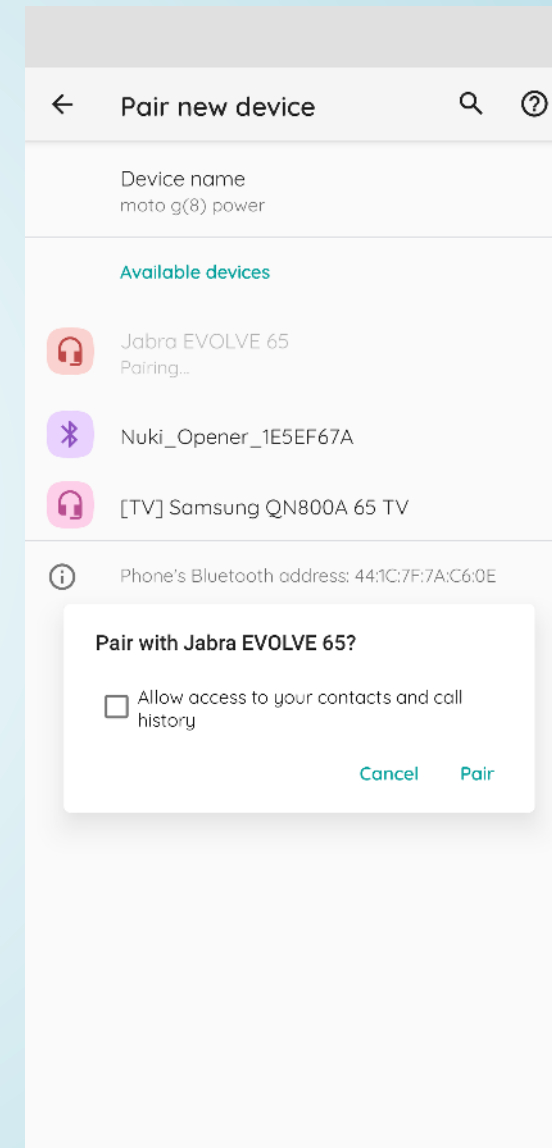 Pair new device
Device name
moto g(8) power
Available devices
Jabra EVOLVE 65
Pairing...
Nuki_Opener_1E5EF67A
[TV] Samsung QN800A 65 TV
Phone's Bluetooth address: 44:1C:7F:7A:C6:0E
Pair with Jabra EVOLVE 65?
Allow access to your contacts and call
history
Cancel Pair